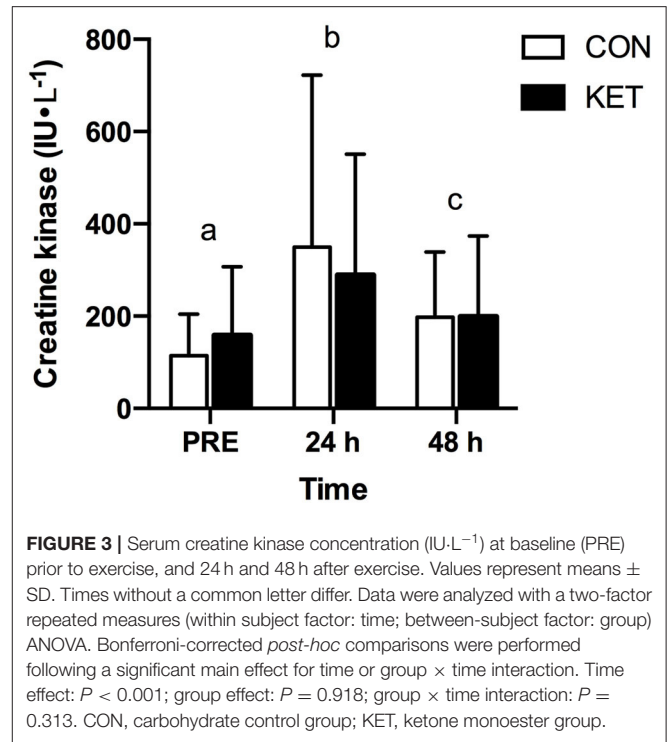 800
600
400
200
0
Creatine kinase (IU•L⁻¹)
a
b
c
CON
KET
PRE
24 h
48 h
Time
FIGURE 3 | Serum creatine kinase concentration (IU·L⁻¹) at baseline (PRE)
prior to exercise, and 24 h and 48 h after exercise. Values represent means ±
SD. Times without a common letter differ. Data were analyzed with a two-factor
repeated measures (within subject factor: time; between-subject factor: group)
ANOVA. Bonferroni-corrected post-hoc comparisons were performed
following a significant main effect for time or group × time interaction. Time
effect: P < 0.001; group effect: P = 0.918; group × time interaction: P =
0.313. CON, carbohydrate control group; KET, ketone monoester group.